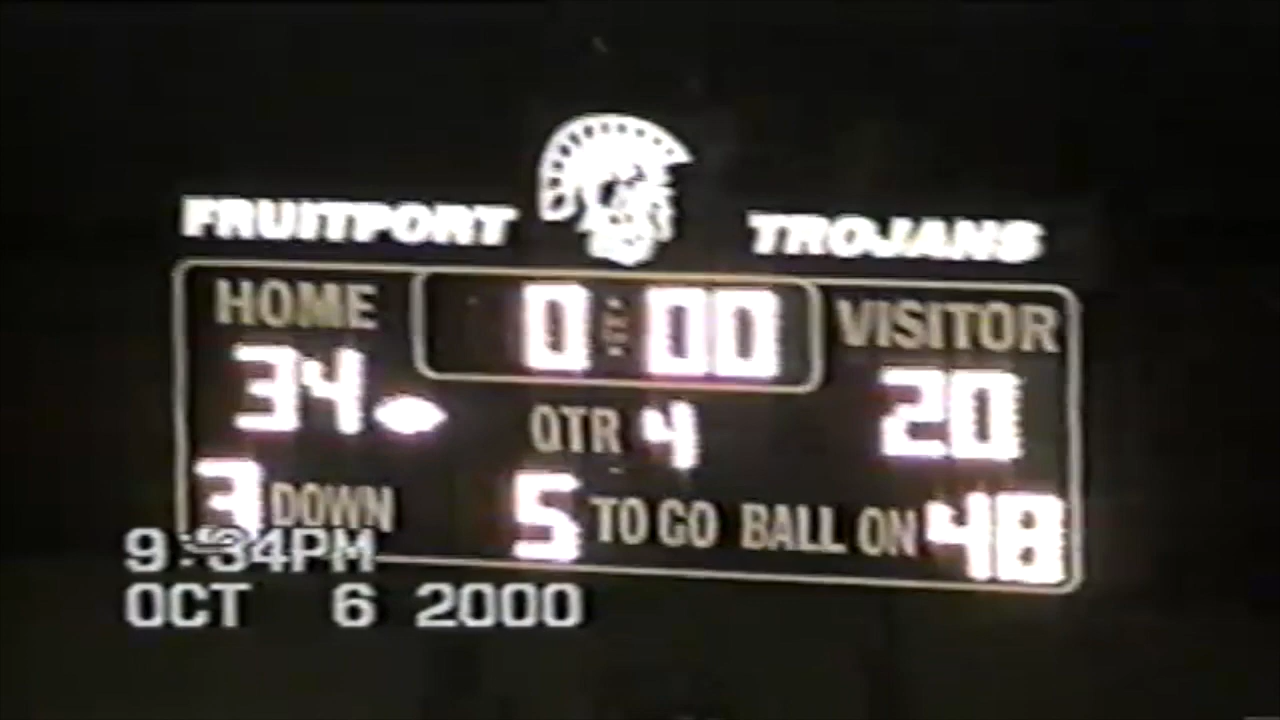 FRUITPORT TROJANS
HOME 0:00 VISITOR
34 QTR 4 20
3 DOWN 5 TO GO BALL ON 48
9:34PM
OCT 6 2000